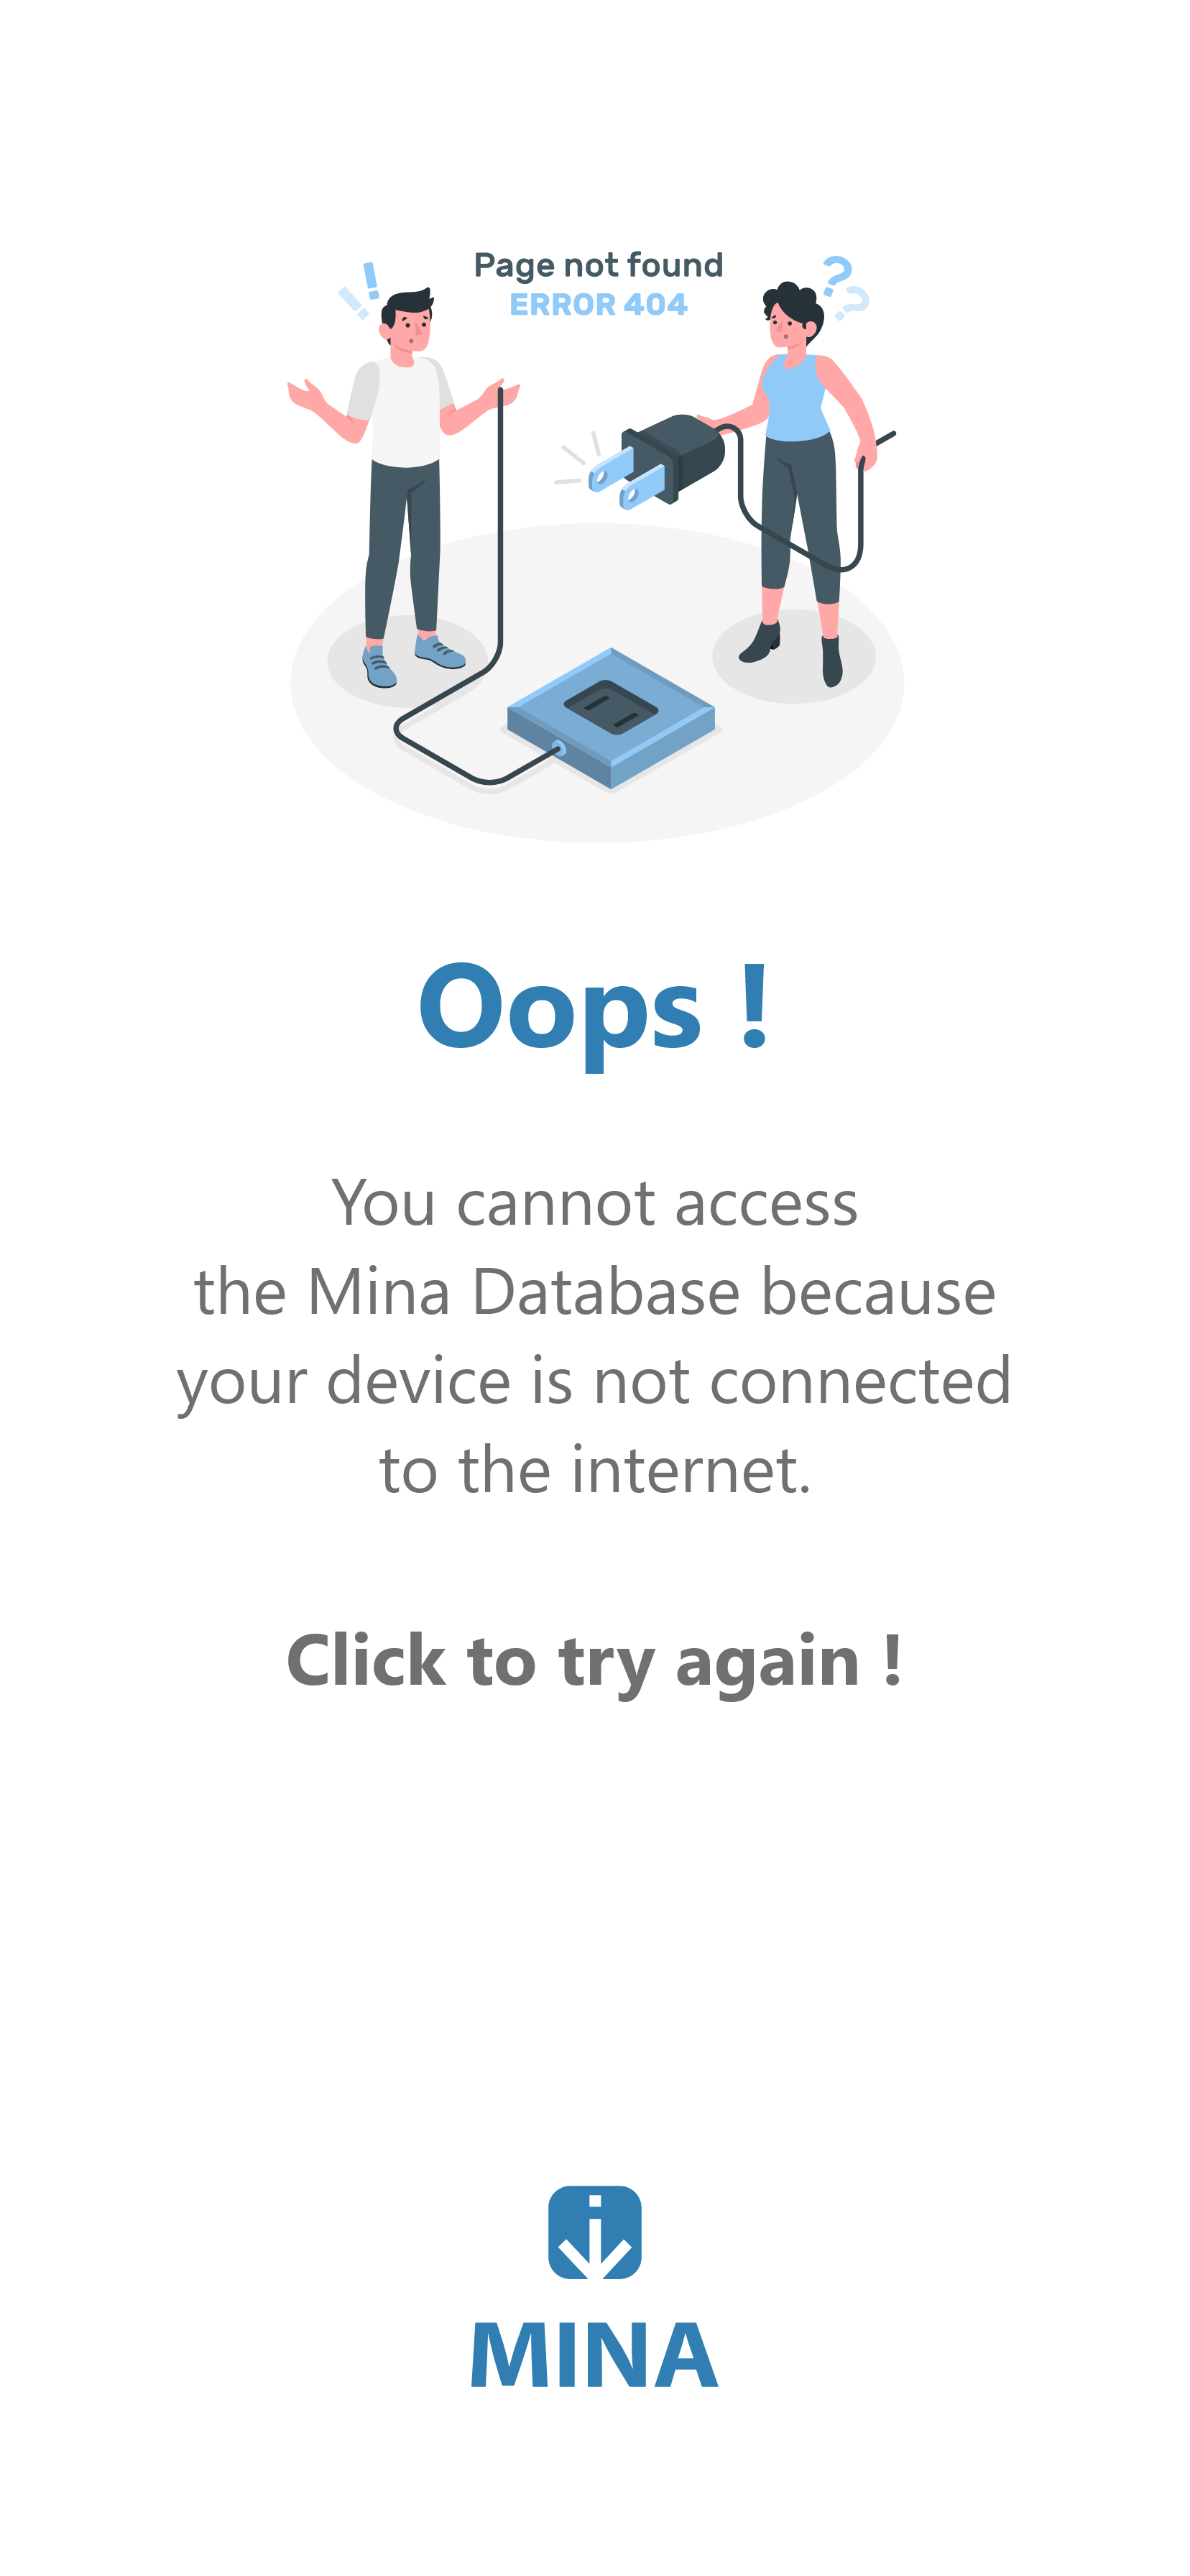 Page not found
ERROR 404
Oops !
You cannot access
the Mina Database because
your device is not connected
to the internet.
Click to try again !
MINA